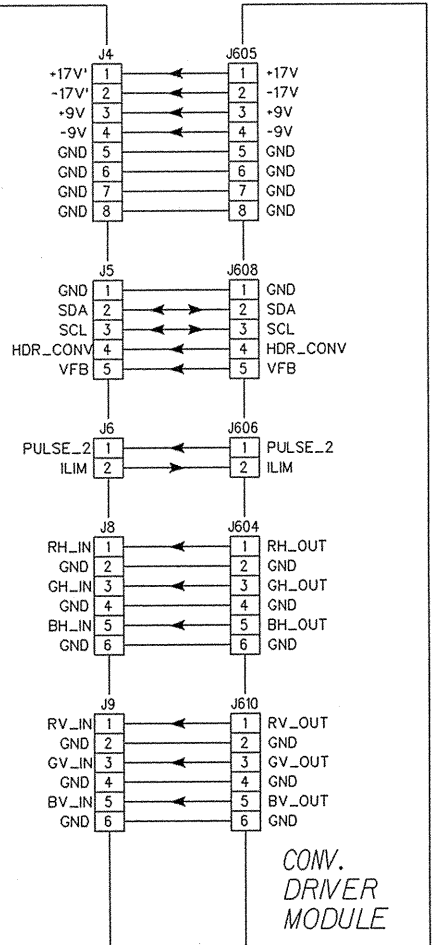 J4 J605
+17V' 1 1 +17V
-17V' 2 2 -17V
+9V 3 3 +9V
-9V 4 4 -9V
GND 5 5 GND
GND 6 6 GND
GND 7 7 GND
GND 8 8 GND
J5 J608
GND 1 1 GND
SDA 2 2 SDA
SCL 3 3 SCL
HDR_CONV 4 4 HDR_CONV
VFB 5 5 VFB
J6 J606
PULSE_2 1 1 PULSE_2
ILIM 2 2 ILIM
J8 J604
RH_IN 1 1 RH_OUT
GND 2 2 GND
GH_IN 3 3 GH_OUT
GND 4 4 GND
BH_IN 5 5 BH_OUT
GND 6 6 GND
J9 J610
RV_IN 1 1 RV_OUT
GND 2 2 GND
GV_IN 3 3 GV_OUT
GND 4 4 GND
BV_IN 5 5 BV_OUT
GND 6 6 GND
CONV.
DRIVER
MODULE